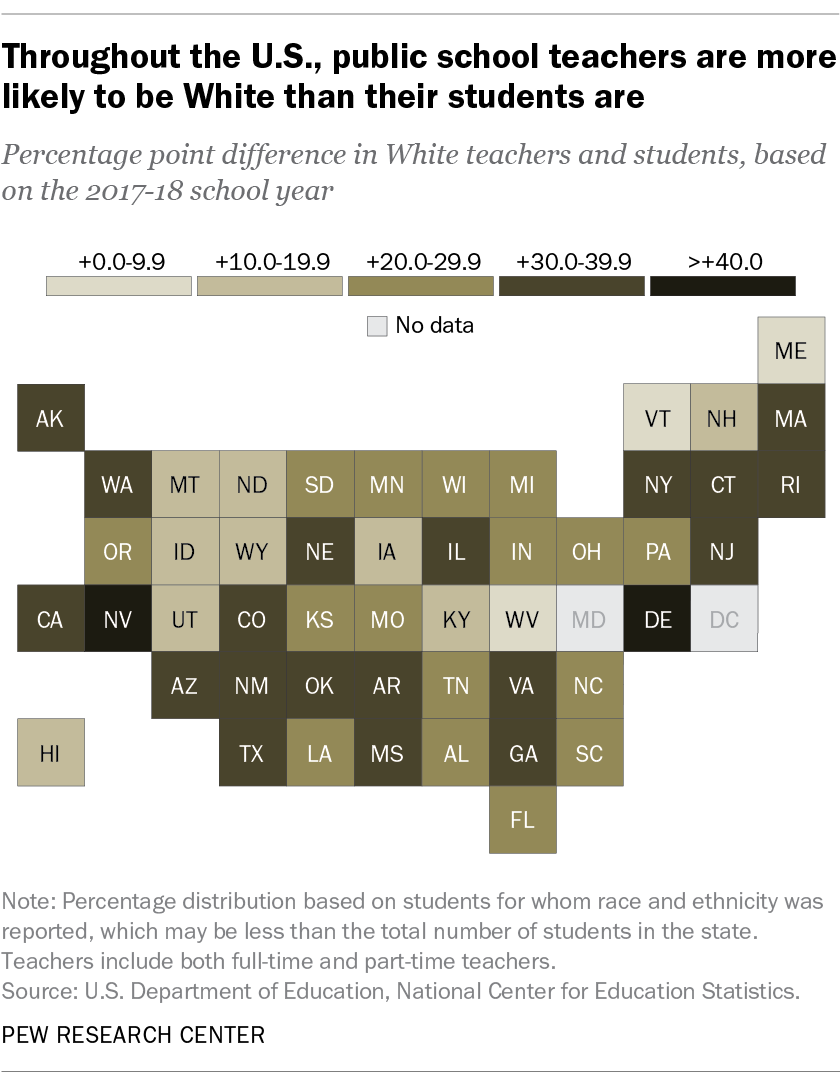 Throughout the U.S., public school teachers are more
likely to be White than their students are
Percentage point difference in White teachers and students, based
on the 2017-18 school year
+0.0-9.9 +10.0-19.9 +20.0-29.9 +30.0-39.9 >+40.0
No data
ME
AK VT NH MA
WA MT ND SD MN WI MI NY CT RI
OR ID WY NE IA IL IN OH PA NJ
CA NV UT CO KS MO KY WV MD DE DC
AZ NM OK AR TN VA NC
HI TX LA MS AL GA SC
FL
Note: Percentage distribution based on students for whom race and ethnicity was
reported, which may be less than the total number of students in the state.
Teachers include both full-time and part-time teachers.
Source: U.S. Department of Education, National Center for Education Statistics.
PEW RESEARCH CENTER